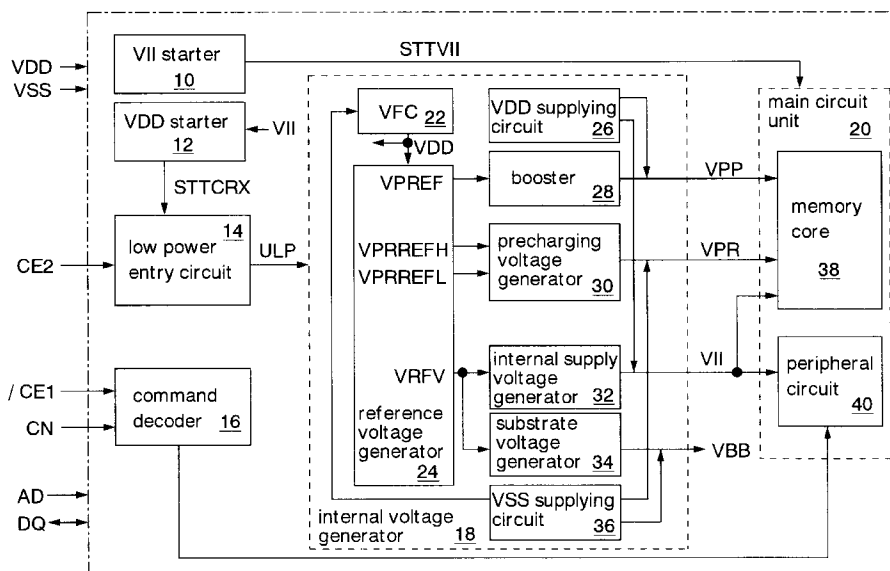 VDD
VSS
VII starter
10
STTVII
VDD starter
12
VII
STTCRX
CE2
14
low power
entry circuit
ULP
/ CE1
CN
command
decoder
16
AD
DQ
VFC
22
VDD
VPREF
VPRREFH
VPRREFL
VRFV
reference
voltage
generator
24
VDD supplying
circuit
26
booster
28
precharging
voltage
generator
30
internal supply
voltage
generator
32
substrate
voltage
generator
34
VSS supplying
circuit
36
internal voltage
generator
18
VPP
VPR
VII
VBB
main circuit
unit
20
memory
core
38
peripheral
circuit
40